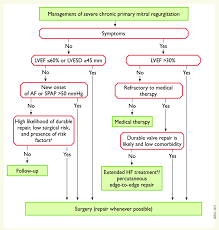 Management of severe chronic primary mitral regurgitation
Symptoms
No
Yes
LVEF ≤60% or LVESD ≥45 mm
LVEF >30%
No
Yes
Yes
No
New onset
of AF or SPAP >50 mmHg
Refractory to medical
therapy
No
Yes
No
Yes
High likelihood of durable
repair, low surgical risk,
and presence of risk
factors
Medical therapy
Durable valve repair is
likely and low comorbidity
No
Yes
Yes
No
Follow-up
Extended HF treatment
percutaneous
edge-to-edge repair
Surgery (repair whenever possible)